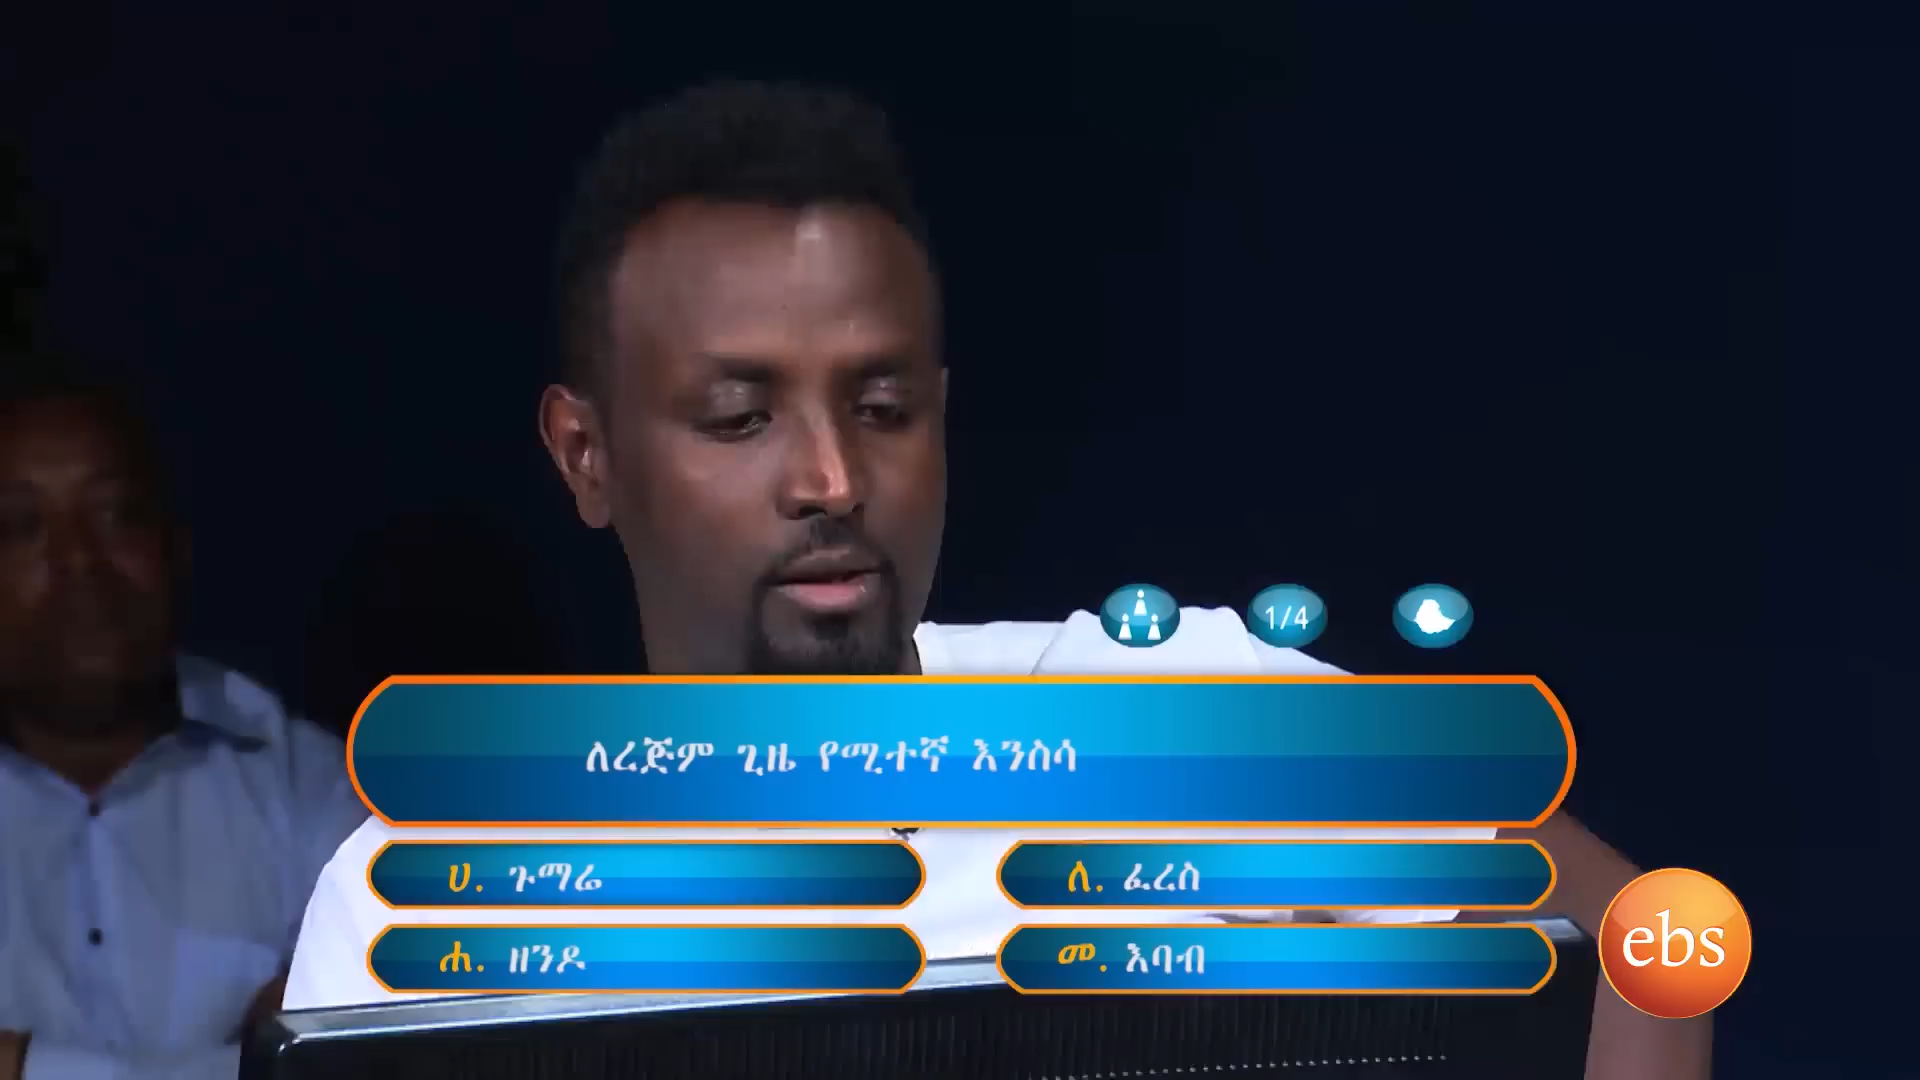 1/4
ለረጅም ጊዜ የሚተኛ እንስሳ
ሀ. ጉማሬ
ለ. ፈረስ
ሐ. ዘንዶ
መ. እባብ
ebs